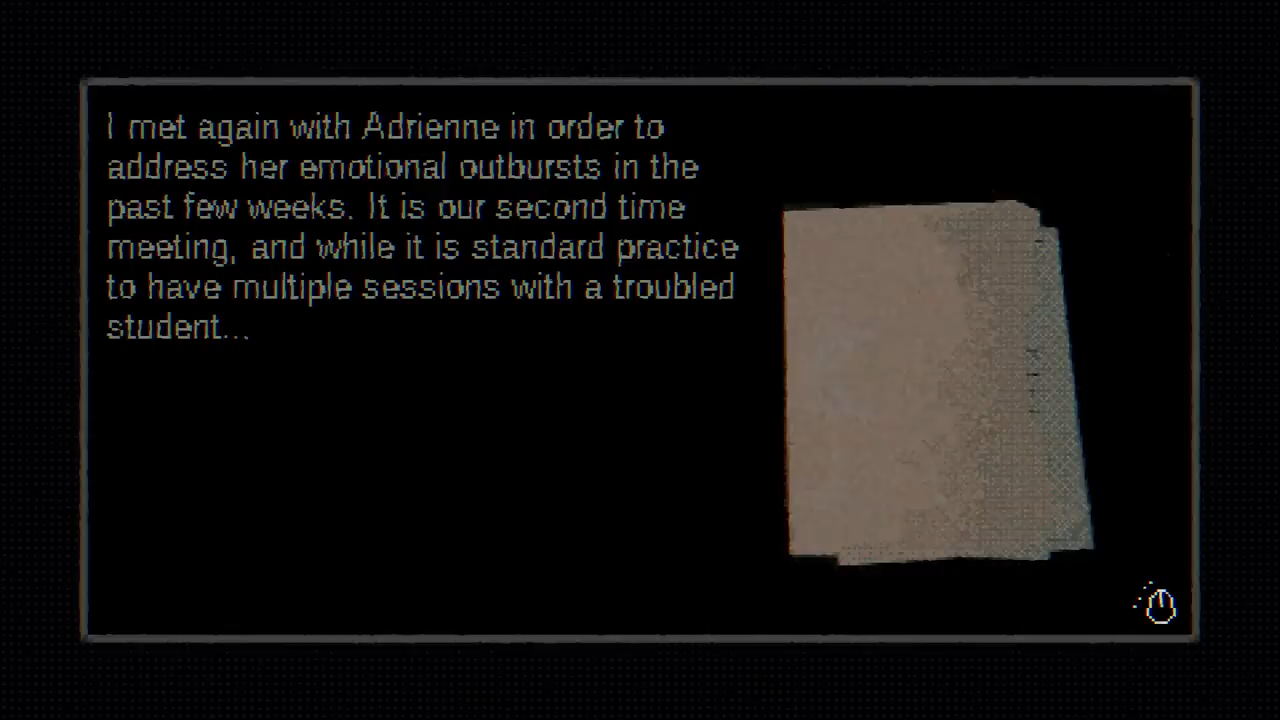 I met again with Adrienne in order to
address her emotional outbursts in the
past few weeks. It is our second time
meeting, and while it is standard practice
to have multiple sessions with a troubled
student...